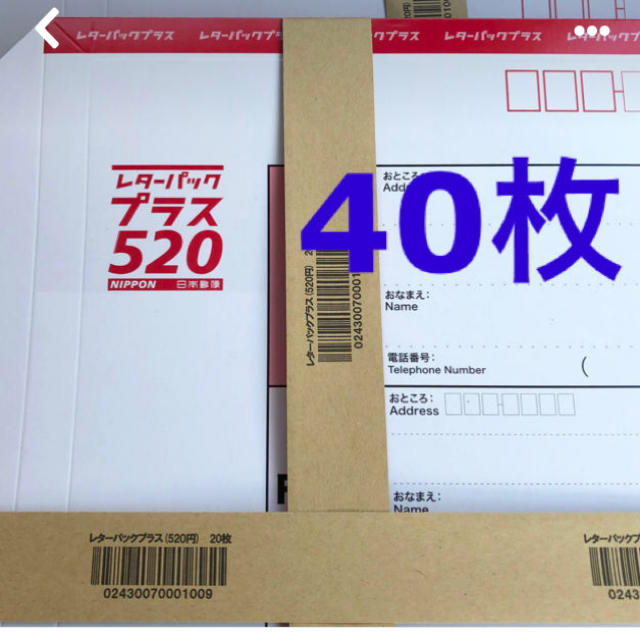 レターパックプラス レターパックプラス レターパックプラス
レターパック
プラス
520
NIPPON 日本郵便
40枚
おところ
おなまえ:
Name
電話番号:
Telephone Number (
おところ:
Address
おなまえ:
Name
レターパックプラス(520円)
02430070001
レターパックプラス(520円) 20枚
02430070001009
レターパックプ
0243